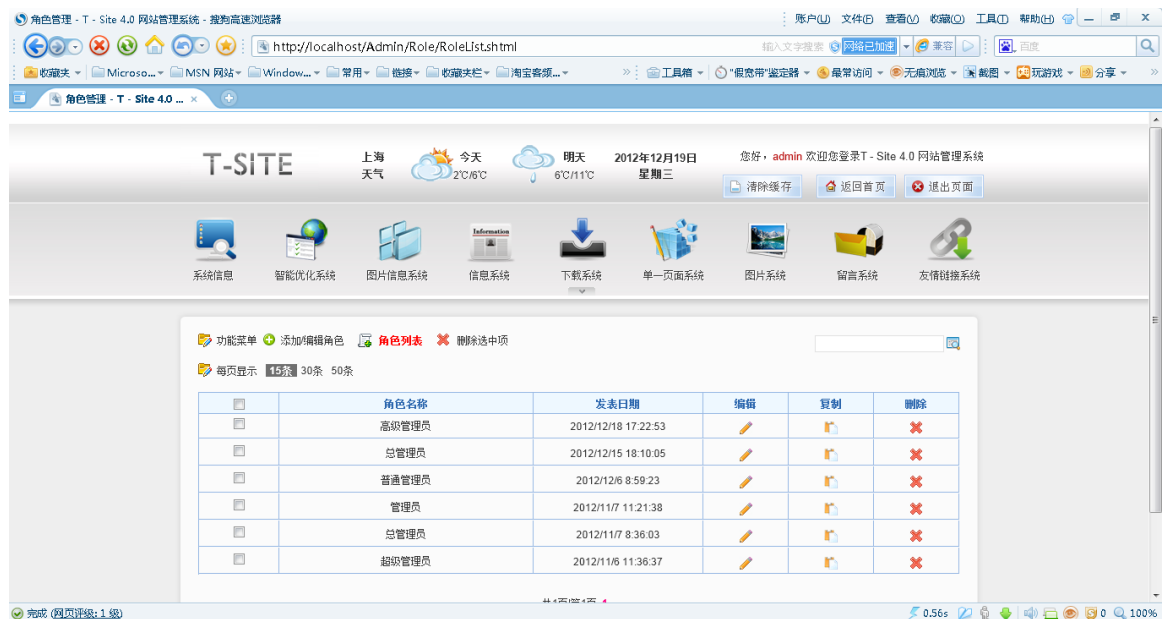 角色管理 - T - Site 4.0 网站管理系统 - 搜狗高速浏览器 账户(U) 文件(F) 查看(V) 收藏(O) 工具(T) 帮助(H)
http://localhost/Admin/Role/RoleList.shtml 输入文字搜索 网络已加速 兼容 百度
收藏夹 Microso... MSN 网站 Window... 常用 链接 收藏夹栏 淘宝客频... » 工具箱 "假宽带"鉴定器 最常访问 无痕浏览 截图 玩游戏 分享 »
角色管理 - T - Site 4.0 ... ×
T-SITE
上海 今天 明天 2012年12月19日 您好，admin 欢迎您登录T - Site 4.0 网站管理系统
天气 2℃/6℃ 6℃/11℃ 星期三
清除缓存 返回首页 退出页面
Information
系统信息 智能优化系统 图片信息系统 信息系统 下载系统 单一页面系统 图片系统 留言系统 友情链接系统
功能菜单 添加/编辑角色 角色列表 删除选中项
每页显示 15条 30条 50条
角色名称 发表日期 编辑 复制 删除
高级管理员 2012/12/18 17:22:53
总管理员 2012/12/15 18:10:05
普通管理员 2012/12/6 8:59:23
管理员 2012/11/7 11:21:38
总管理员 2012/11/7 8:36:03
超级管理员 2012/11/6 11:36:37
共1页/第1页 1
完成 (网页评级: 1 级) 0.56s 0 100%